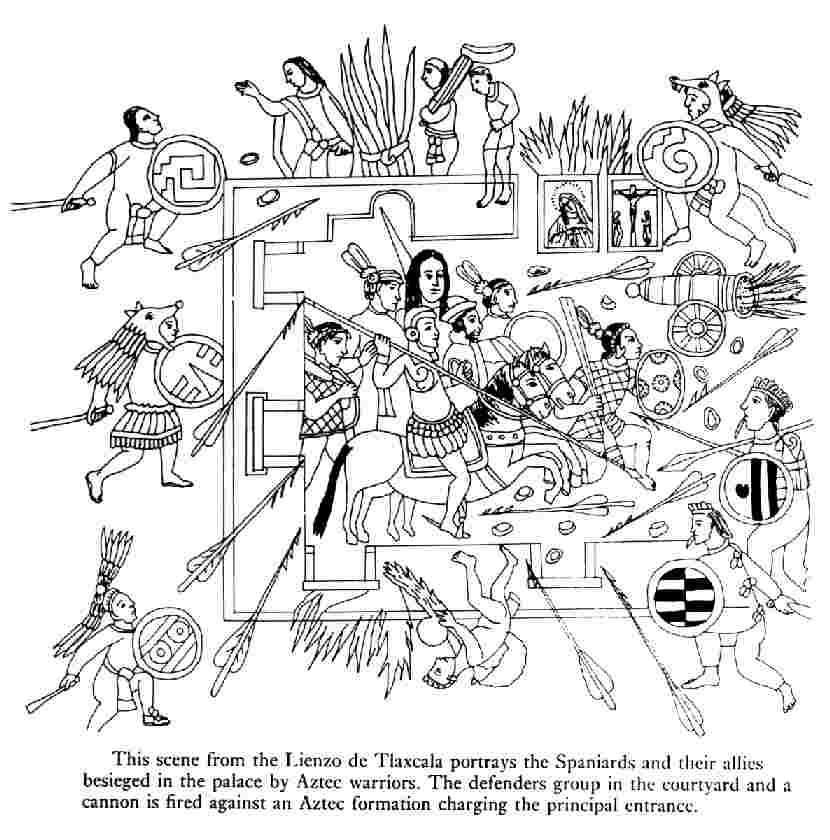 This scene from the Lienzo de Tlaxcala portrays the Spaniards and their allies
besieged in the palace by Aztec warriors. The defenders group in the courtyard and a
cannon is fired against an Aztec formation charging the principal entrance.